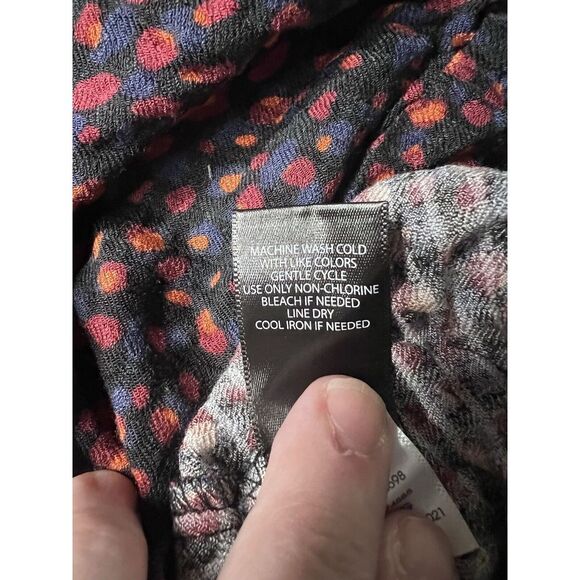 MACHINE WASH COLD
WITH LIKE COLORS
GENTLE CYCLE
USE ONLY NON-CHLORINE
BLEACH IF NEEDED
LINE DRY
COOL IRON IF NEEDED